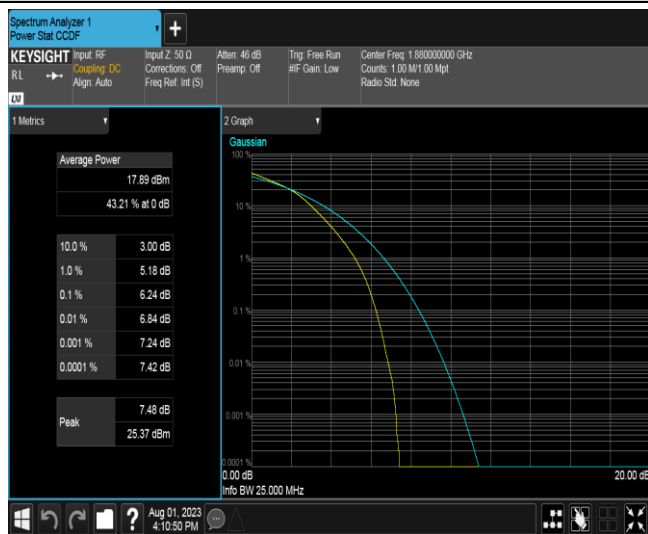 Spectrum Analyzer 1
Power Stat CCDF
+
KEYSIGHT
Input: RF
Coupling: DC
Align: Auto
Input Z: 50 Ω
Corrections: Off
Freq Ref: Int (S)
Atten: 46 dB
Preamp: Off
Trig: Free Run
#IF Gain: Low
Center Freq: 1.880000000 GHz
Counts: 1.00 M/1.00 Mpt
Radio Std: None
RL
LXI
1 Metrics
Average Power
17.89 dBm
43.21 % at 0 dB
10.0 % 3.00 dB
1.0 % 5.18 dB
0.1 % 6.24 dB
0.01 % 6.84 dB
0.001 % 7.24 dB
0.0001 % 7.42 dB
Peak
7.48 dB
25.37 dBm
2 Graph
Gaussian
100 %
10 %
1 %
0.1 %
0.01 %
0.001 %
0.0001 %
0.00 dB
20.00 dB
Info BW 25.000 MHz
?
Aug 01, 2023
4:10:50 PM